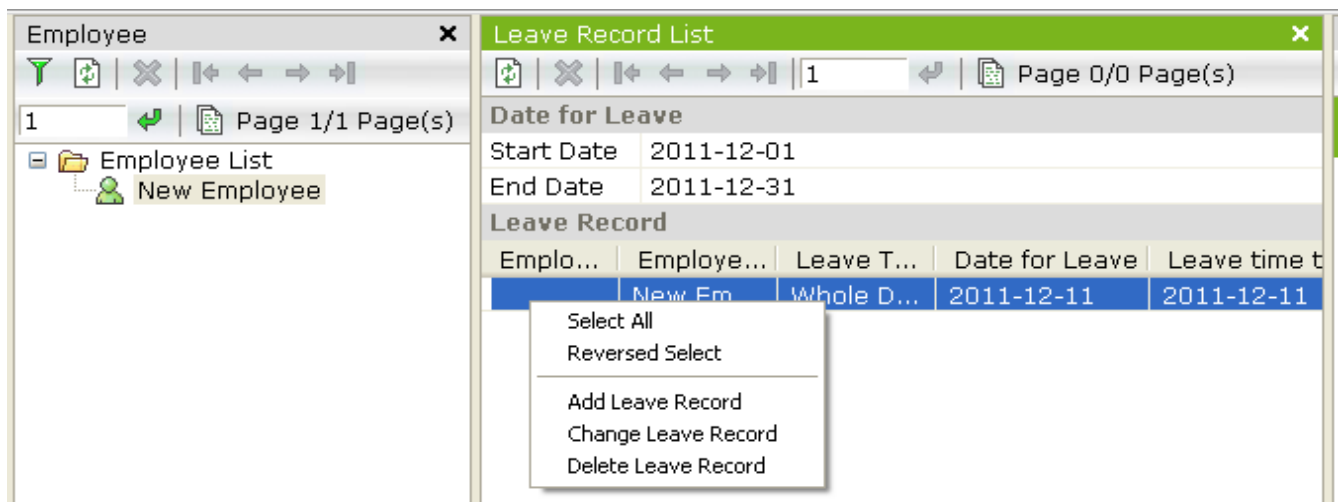 Employee
1
Page 1/1 Page(s)
Employee List
New Employee
Leave Record List
1 Page 0/0 Page(s)
Date for Leave
Start Date 2011-12-01
End Date 2011-12-31
Leave Record
Emplo... Employe... Leave T... Date for Leave Leave time t
New Em Whole D... 2011-12-11 2011-12-11
Select All
Reversed Select
Add Leave Record
Change Leave Record
Delete Leave Record